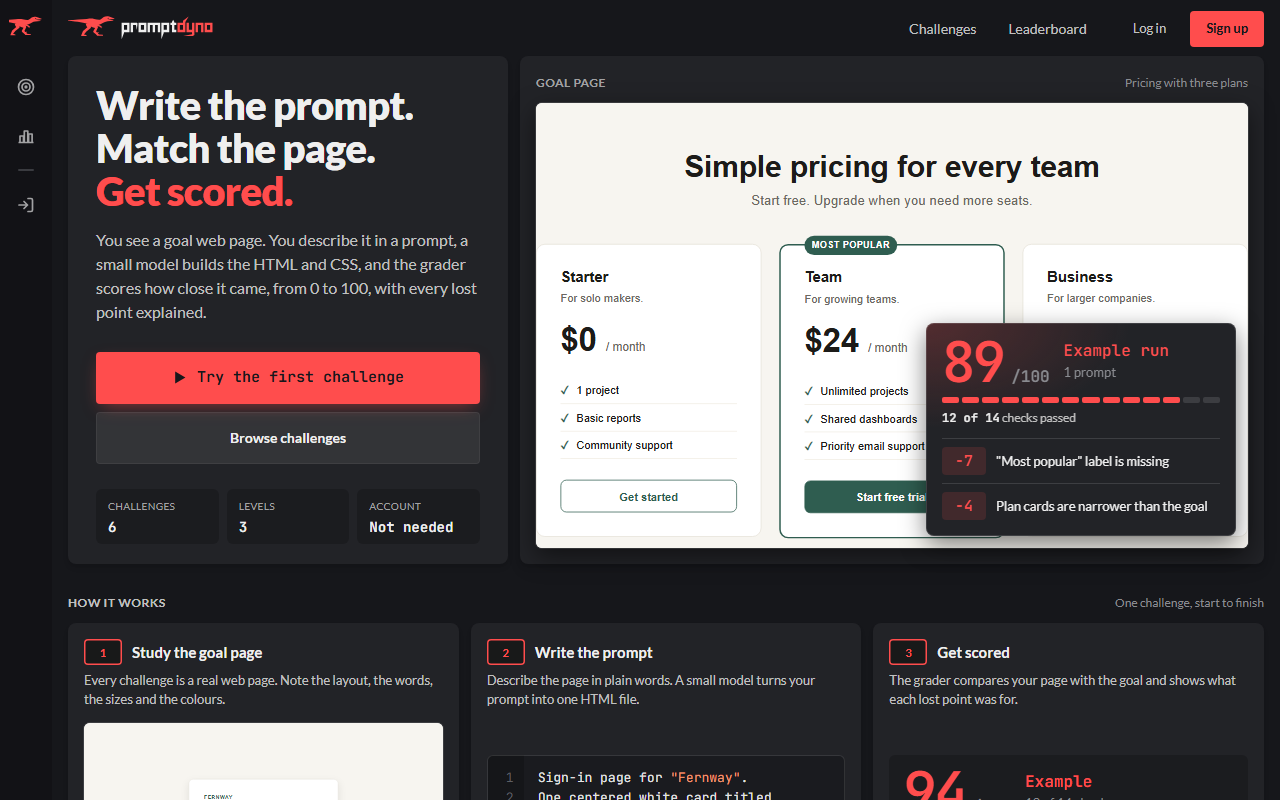 promptdyno
Challenges
Leaderboard
Log in
Sign up
Write the prompt.
Match the page.
Get scored.
You see a goal web page. You describe it in a prompt, a
small model builds the HTML and CSS, and the grader
scores how close it came, from 0 to 100, with every lost
point explained.
▶ Try the first challenge
Browse challenges
CHALLENGES
6
LEVELS
3
ACCOUNT
Not needed
GOAL PAGE
Pricing with three plans
Simple pricing for every team
Start free. Upgrade when you need more seats.
Starter
For solo makers.
$0 / month
✓ 1 project
✓ Basic reports
✓ Community support
Get started
MOST POPULAR
Team
For growing teams.
$24 / month
✓ Unlimited projects
✓ Shared dashboards
✓ Priority email support
Start free trial
Business
For larger companies.
89 /100
Example run
1 prompt
12 of 14 checks passed
-7 "Most popular" label is missing
-4 Plan cards are narrower than the goal
HOW IT WORKS
One challenge, start to finish
1 Study the goal page
Every challenge is a real web page. Note the layout, the words,
the sizes and the colours.
FERNWAY
2 Write the prompt
Describe the page in plain words. A small model turns your
prompt into one HTML file.
1 Sign-in page for "Fernway".
2 One centered white card titled
3 Get scored
The grader compares your page with the goal and shows what
each lost point was for.
94
Example